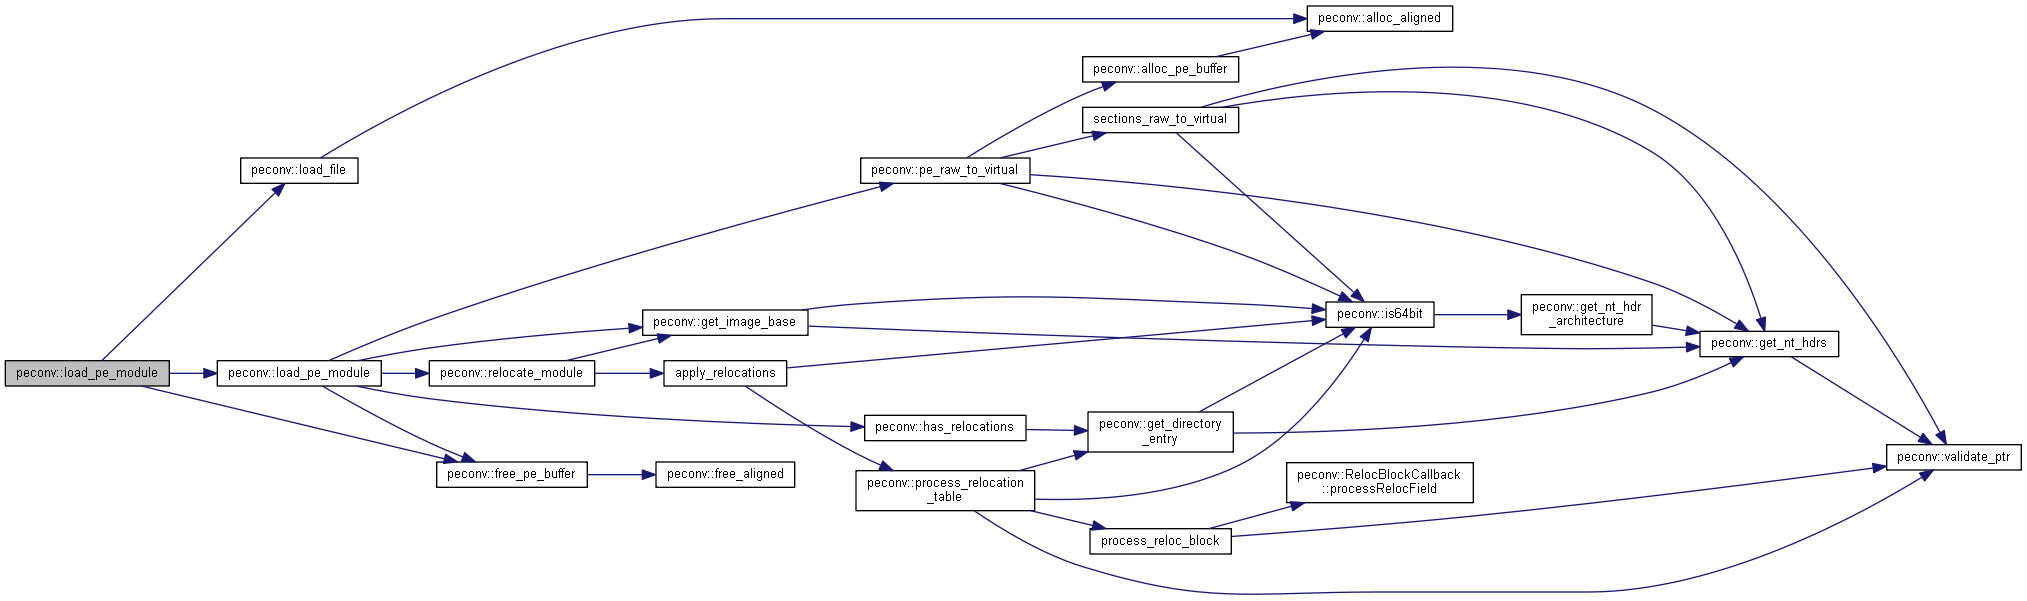 peconv::alloc_aligned
peconv::alloc_pe_buffer
sections_raw_to_virtual
peconv::load_file
peconv::pe_raw_to_virtual
peconv::get_image_base
peconv::is64bit
peconv::get_nt_hdr
_architecture
peconv::get_nt_hdrs
peconv::load_pe_module
peconv::load_pe_module
peconv::relocate_module
apply_relocations
peconv::has_relocations
peconv::get_directory
_entry
peconv::validate_ptr
peconv::free_pe_buffer
peconv::free_aligned
peconv::process_relocation
_table
peconv::RelocBlockCallback
::processRelocField
process_reloc_block